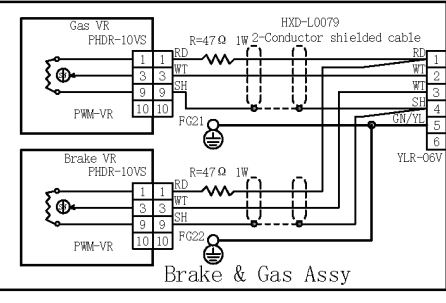 Gas VR
PHDR-10VS
1 1
3 3
9 9
10 10
PWM-VR
RD
WT
SH
R=47Ω 1W
HXD-L0079
2-Conductor shielded cable
FG21
RD
WT
WT
SH
GN/YL
1
2
3
4
5
6
YLR-06V
Brake VR
PHDR-10VS
1 1
3 3
9 9
10 10
PWM-VR
RD
WT
SH
R=47Ω 1W
FG22
Brake & Gas Assy